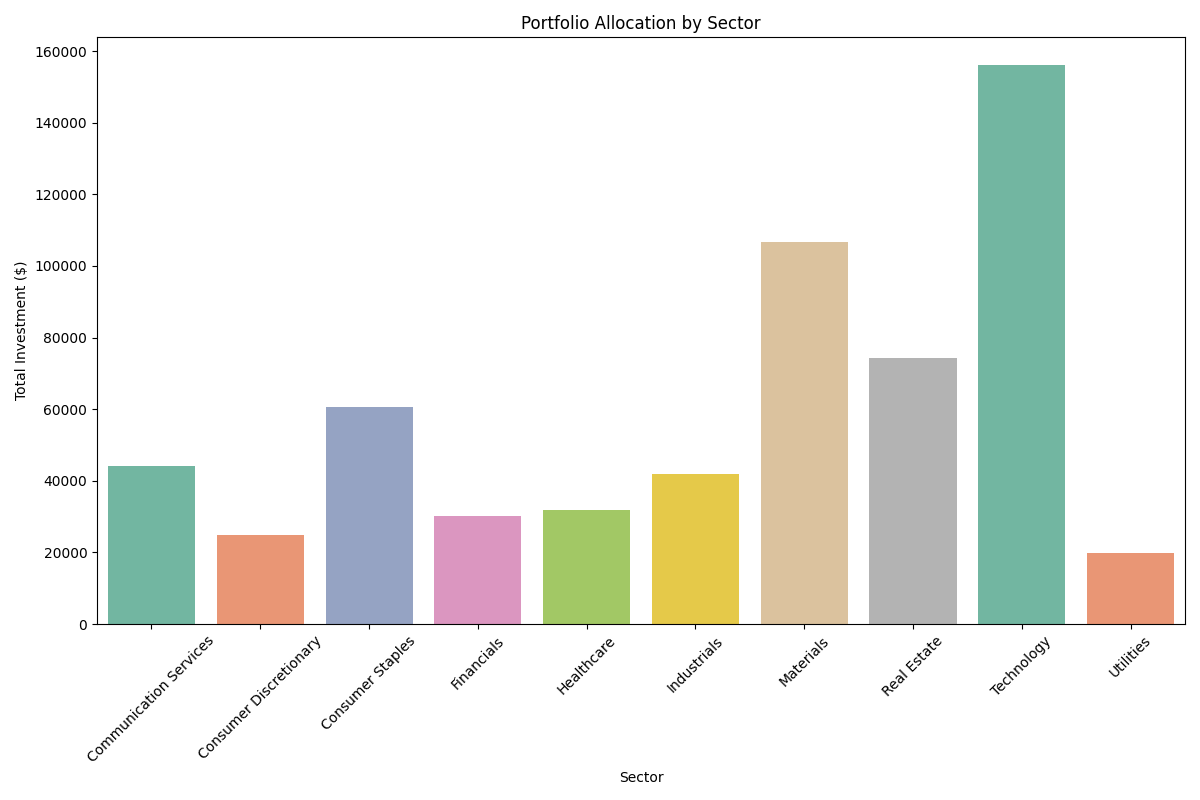 Portfolio Allocation by Sector
Total Investment ($)
160000
140000
120000
100000
80000
60000
40000
20000
0
Communication Services
Consumer Discretionary
Consumer Staples
Financials
Healthcare
Industrials
Materials
Real Estate
Technology
Utilities
Sector